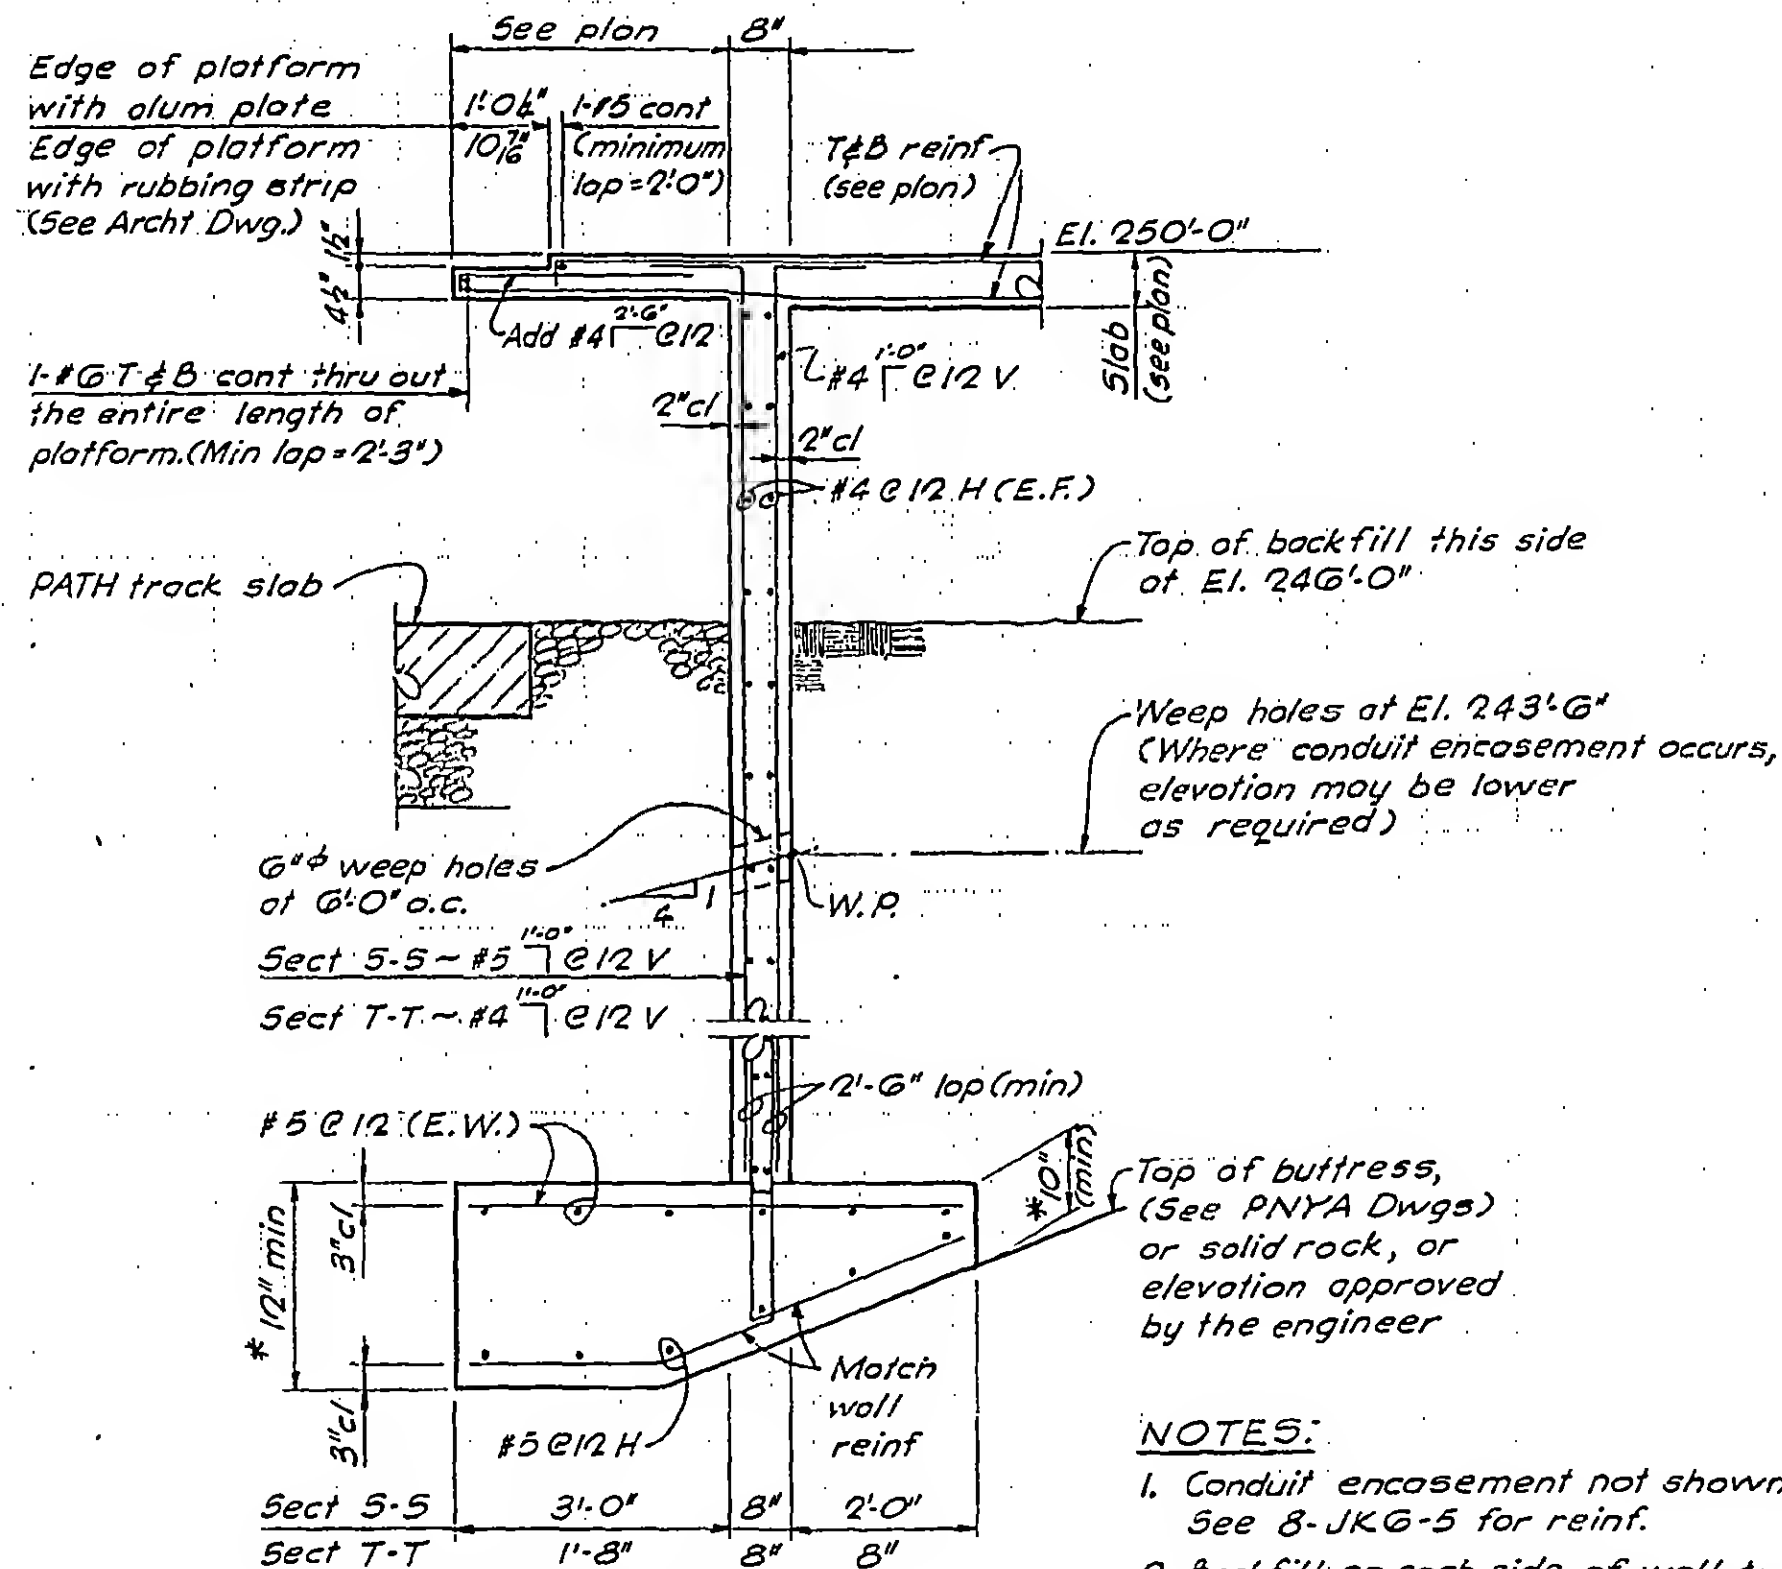 See plan
8"
Edge of platform
with alum plate
1'-0½"
1-#5 cont
Edge of platform
with rubbing strip
(See Archt Dwg.)
10 7/16"
(minimum
lap=2'-0")
T&B reinf
(see plan)
El. 250'-0"
1½"
4½"
Slab
(see plan)
Add #4 2'-6" @12
#4 1'-0" @12 V
1-#6 T & B cont thru out
the entire length of
platform.(Min lap=2'-3")
2"cl
2"cl
#4 @ 12 H (E.F.)
Top of backfill this side
at El. 246'-0"
PATH track slab
Weep holes at El. 243'-6"
(Where conduit encasement occurs,
elevation may be lower
as required)
6"ϕ weep holes
at 6'-0" o.c.
4
1
W.P.
Sect S-S ~ #5 1'-0" @12 V
Sect T-T ~ #4 1'-0" @12 V
2'-6" lap(min)
#5 @ 12 (E.W.)
*10"
(min)
Top of buttress,
(See PNYA Dwgs)
or solid rock, or
elevation approved
by the engineer
*12" min
3"cl
3"cl
Match
wall
reinf
#5 @12 H
Sect S-S 3'-0" 8" 2'-0"
Sect T-T 1'-8" 8" 8"
NOTES:
1. Conduit encasement not shown
See 8-JKG-5 for reinf.